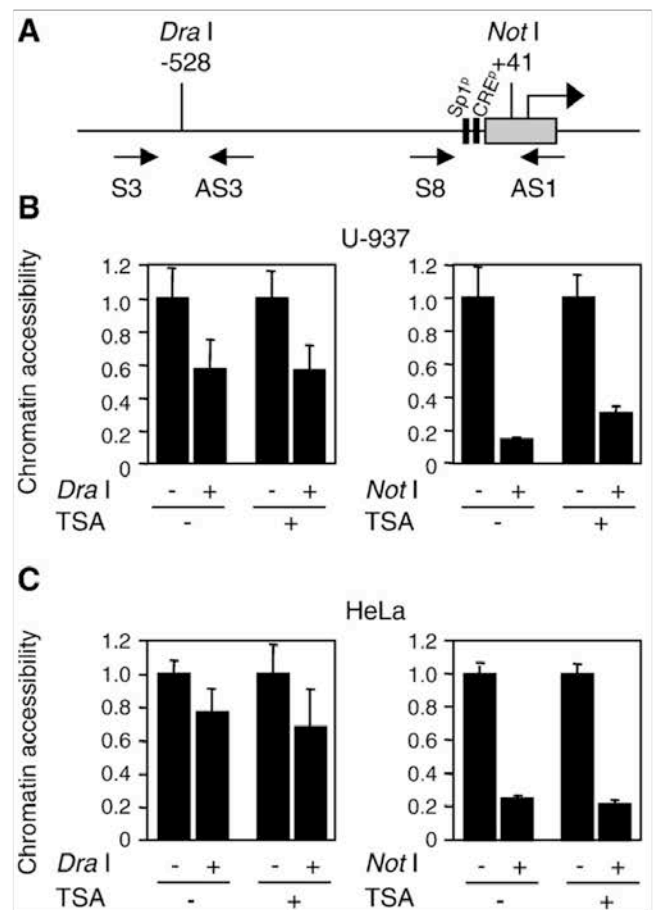 A
Dra I
Not I
-528
+41
Sp1ᵖ
CREᵖ
S3
AS3
S8
AS1
B
U-937
Chromatin accessibility
1.2
1.0
0.8
0.6
0.4
0.2
0
1.2
1.0
0.8
0.6
0.4
0.2
0
Dra I - + - +
TSA - +
Not I - + - +
TSA - +
C
HeLa
Chromatin accessibility
1.2
1.0
0.8
0.6
0.4
0.2
0
1.2
1.0
0.8
0.6
0.4
0.2
0
Dra I - + - +
TSA - +
Not I - + - +
TSA - +